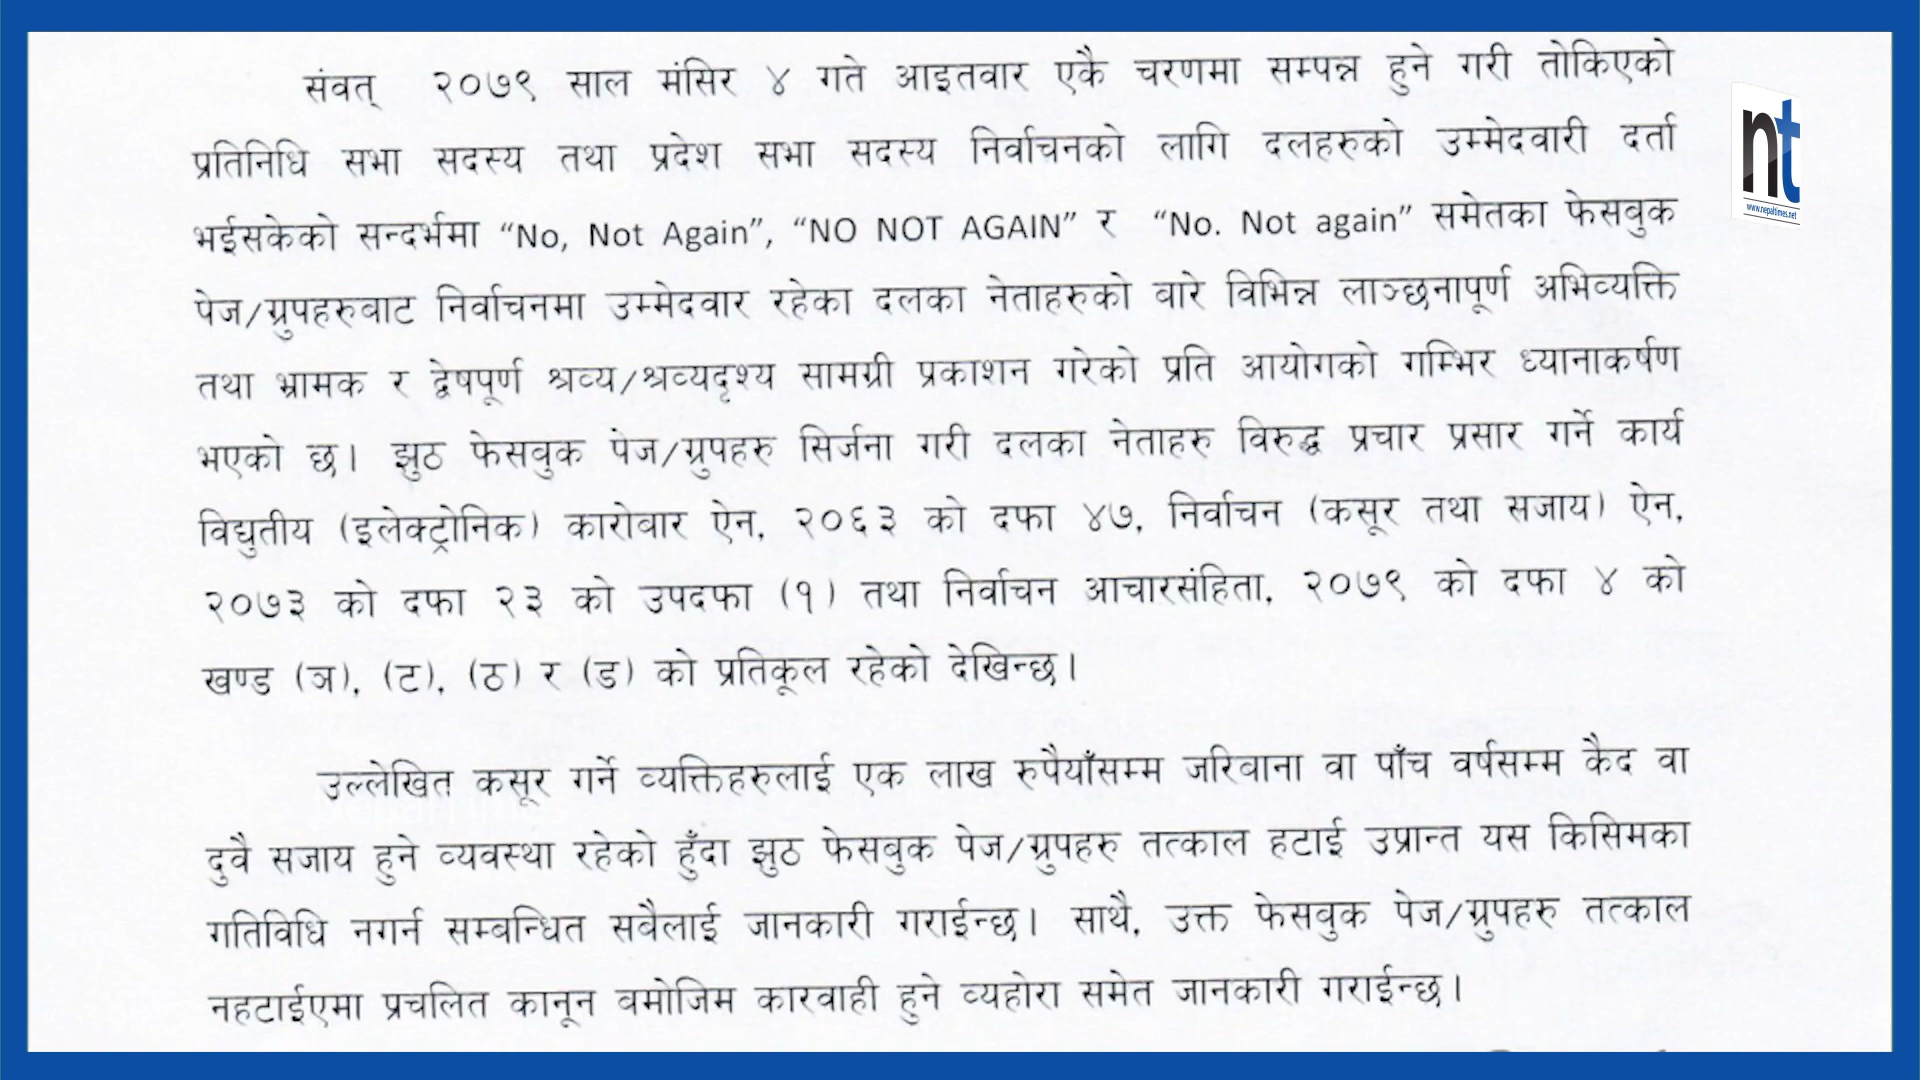 संवत् २०७९ साल मंसिर ४ गते आइतवार एकै चरणमा सम्पन्न हुने गरी तोकिएको
प्रतिनिधि सभा सदस्य तथा प्रदेश सभा सदस्य निर्वाचनको लागि दलहरुको उम्मेदवारी दर्ता
भईसकेको सन्दर्भमा “No, Not Again”, “NO NOT AGAIN” र “No. Not again” समेतका फेसबुक
पेज/ग्रुपहरुबाट निर्वाचनमा उम्मेदवार रहेका दलका नेताहरुको बारे विभिन्न लाञ्छनापूर्ण अभिव्यक्ति
तथा भ्रामक र द्वेषपूर्ण श्रव्य/श्रव्यदृश्य सामग्री प्रकाशन गरेको प्रति आयोगको गम्भिर ध्यानाकर्षण
भएको छ। झुठ फेसबुक पेज/ग्रुपहरु सिर्जना गरी दलका नेताहरु विरुद्ध प्रचार प्रसार गर्ने कार्य
विद्युतीय (इलेक्ट्रोनिक) कारोवार ऐन, २०६३ को दफा ४७, निर्वाचन (कसूर तथा सजाय) ऐन,
२०७३ को दफा २३ को उपदफा (१) तथा निर्वाचन आचारसंहिता, २०७९ को दफा ४ को
खण्ड (ञ), (ट), (ठ) र (ड) को प्रतिकूल रहेको देखिन्छ।
उल्लेखित कसूर गर्ने व्यक्तिहरुलाई एक लाख रुपैयाँसम्म जरिवाना वा पाँच वर्षसम्म कैद वा
दुवै सजाय हुने व्यवस्था रहेको हुँदा झुठ फेसबुक पेज/ग्रुपहरु तत्काल हटाई उप्रान्त यस किसिमका
गतिविधि नगर्न सम्बन्धित सवैलाई जानकारी गराईन्छ। साथै, उक्त फेसबुक पेज/ग्रुपहरु तत्काल
नहटाईएमा प्रचलित कानून बमोजिम कारवाही हुने व्यहोरा समेत जानकारी गराईन्छ।
nt
www.nepaltimes.net